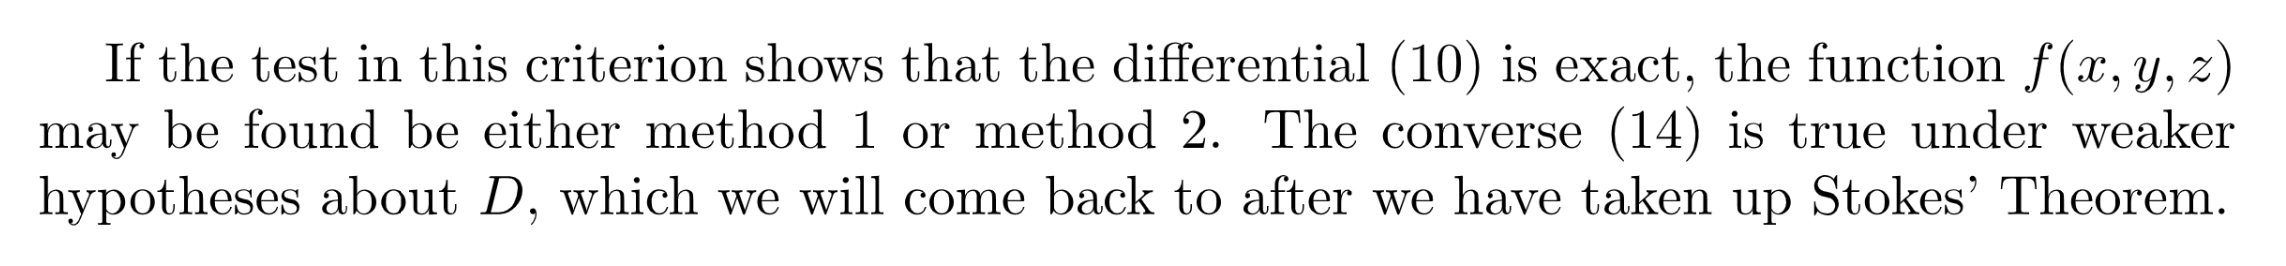 If the test in this criterion shows that the differential (10) is exact, the function f(x, y, z)
may be found be either method 1 or method 2. The converse (14) is true under weaker
hypotheses about D, which we will come back to after we have taken up Stokes’ Theorem.